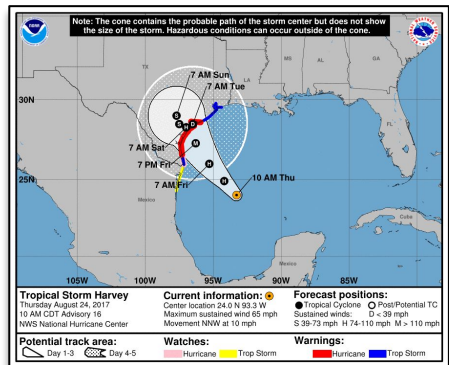 Note: The cone contains the probable path of the storm center but does not show
the size of the storm. Hazardous conditions can occur outside of the cone.
NOAA
TX
LA
MS
AL
GA
FL
7 AM Sun
7 AM Tue
30N
S
S
H
D
7 AM Sat
M
7 PM Fri
H
7 AM Fri
H
10 AM Thu
25N
Mexico
Cuba
Mexico
105W
100W
95W
90W
85W
Tropical Storm Harvey
Thursday August 24, 2017
10 AM CDT Advisory 16
NWS National Hurricane Center
Current information:
Center location 24.0 N 93.3 W
Maximum sustained wind 65 mph
Movement NNW at 10 mph
Forecast positions:
Tropical Cyclone Post/Potential TC
Sustained winds: D < 39 mph
S 39-73 mph H 74-110 mph M > 110 mph
Potential track area:
Day 1-3 Day 4-5
Watches:
Hurricane Trop Storm
Warnings:
Hurricane Trop Storm